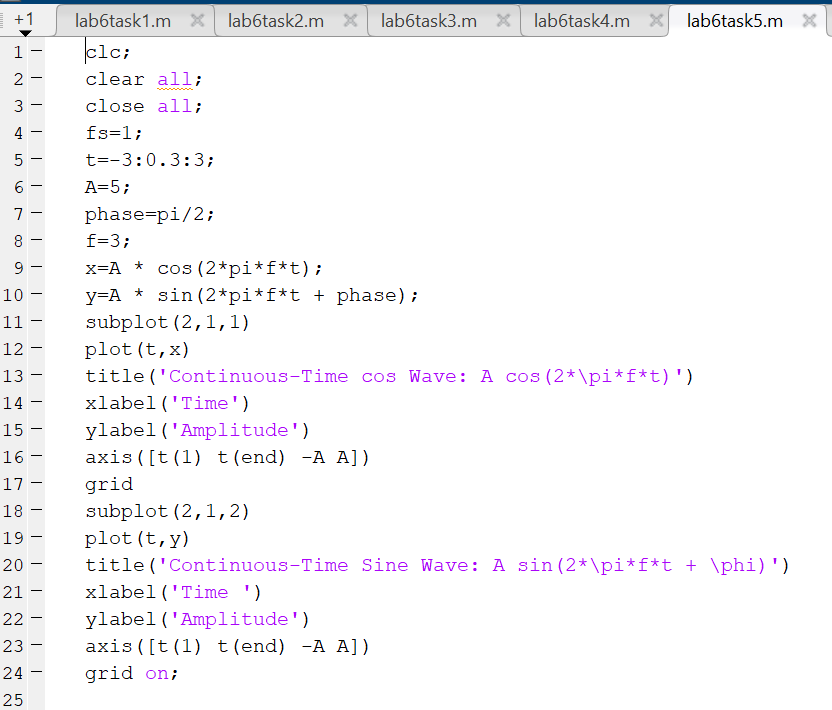 +1 lab6task1.m lab6task2.m lab6task3.m lab6task4.m lab6task5.m
1 clc;
2 clear all;
3 close all;
4 fs=1;
5 t=-3:0.3:3;
6 A=5;
7 phase=pi/2;
8 f=3;
9 x=A * cos(2*pi*f*t);
10 y=A * sin(2*pi*f*t + phase);
11 subplot(2,1,1)
12 plot(t,x)
13 title('Continuous-Time cos Wave: A cos(2*\pi*f*t)')
14 xlabel('Time')
15 ylabel('Amplitude')
16 axis([t(1) t(end) -A A])
17 grid
18 subplot(2,1,2)
19 plot(t,y)
20 title('Continuous-Time Sine Wave: A sin(2*\pi*f*t + \phi)')
21 xlabel('Time ')
22 ylabel('Amplitude')
23 axis([t(1) t(end) -A A])
24 grid on;
25